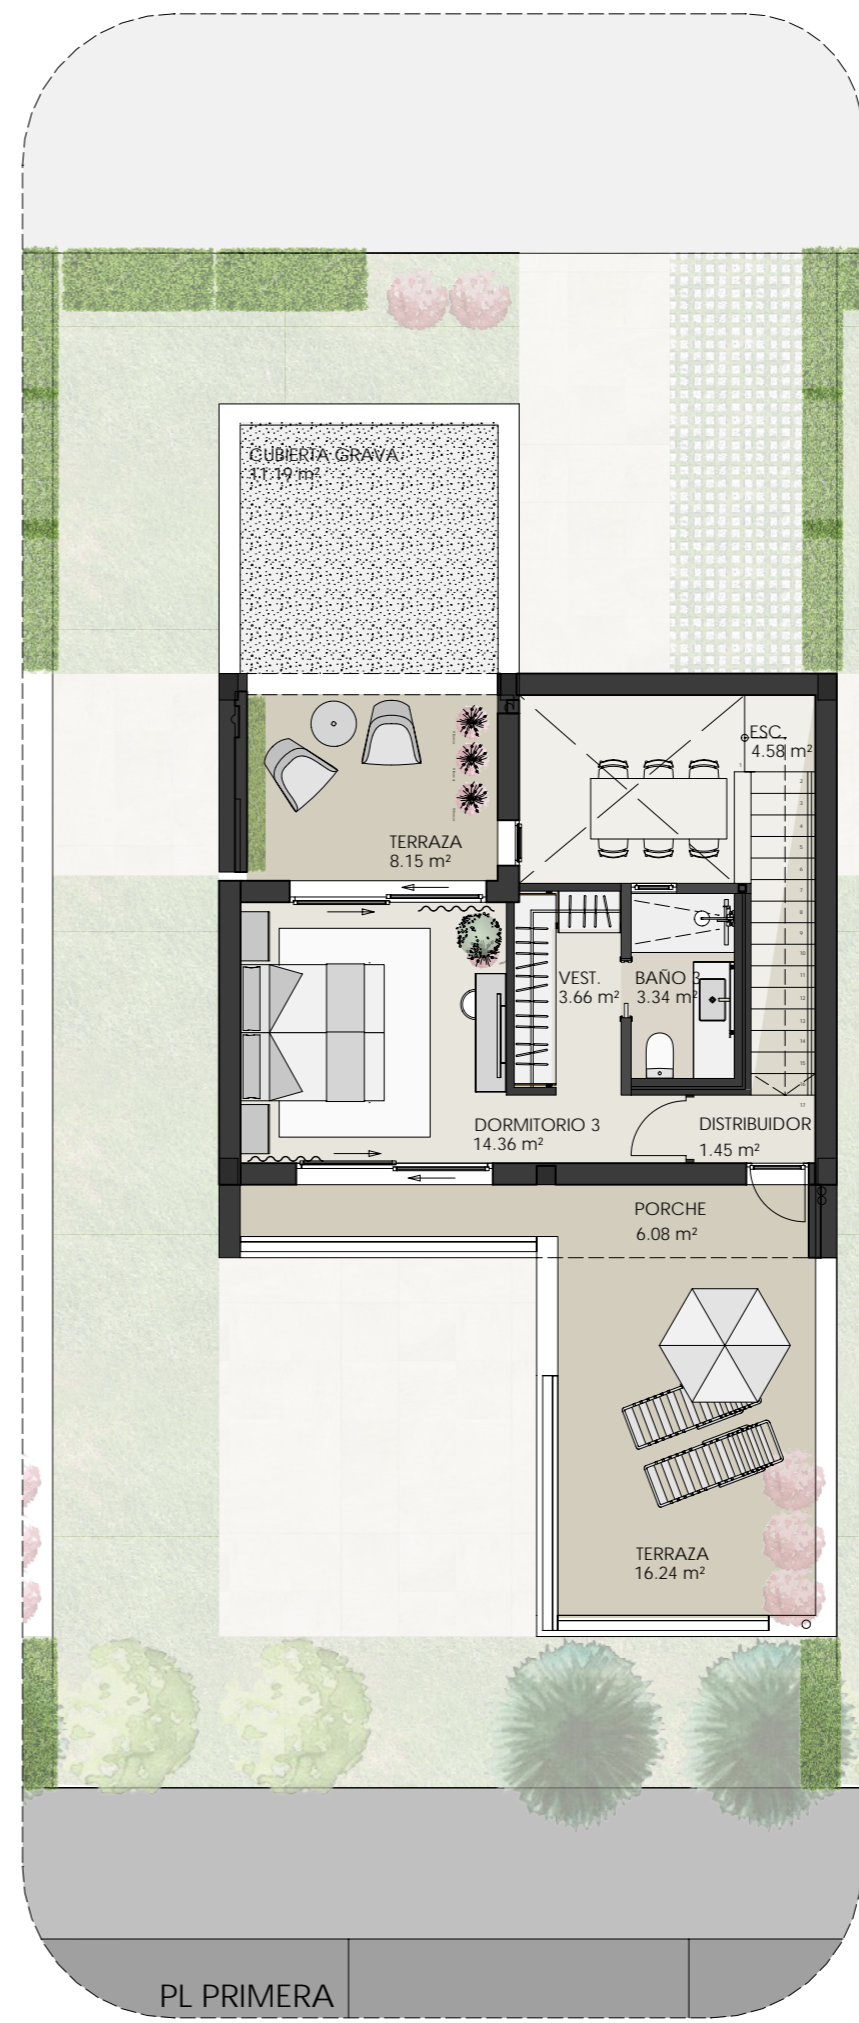 CUBIERTA GRAVA
11.19 m²
ESC.
4.58 m²
TERRAZA
8.15 m²
VEST.
3.66 m²
BAÑO 3
3.34 m²
DORMITORIO 3
14.36 m²
DISTRIBUIDOR
1.45 m²
PORCHE
6.08 m²
TERRAZA
16.24 m²
PL PRIMERA